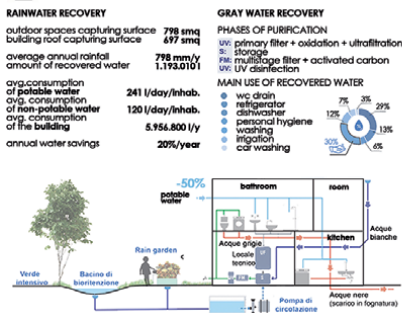 RAINWATER RECOVERY
outdoor spaces capturing surface 798 smq
building roof capturing surface 697 smq
average annual rainfall 798 mm/y
amount of recovered water 1.193.010 l
avg.consumption
of potable water 241 l/day/inhab.
avg. consumption
of non-potable water 120 l/day/inhab.
avg. consumption
of the building 5.956.800 l/y
annual water savings 20%/year
GRAY WATER RECOVERY
PHASES OF PURIFICATION
UV: primary filter + oxidation + ultrafiltration
S: storage
FM: multistage filter + activated carbon
UV: UV disinfection
MAIN USE OF RECOVERED WATER
wc drain
refrigerator
dishwasher
personal hygiene
washing
irrigation
car washing
7%
3%
29%
12%
13%
30%
6%
-50%
potable
water
bathroom
room
kitchen
Acque grigie
Locale
tecnico
Acque
bianche
Rain garden
Verde
intensivo
Bacino di
bioritenzione
Pompa di
circolazione
Acque nere
(scarico in fognatura)